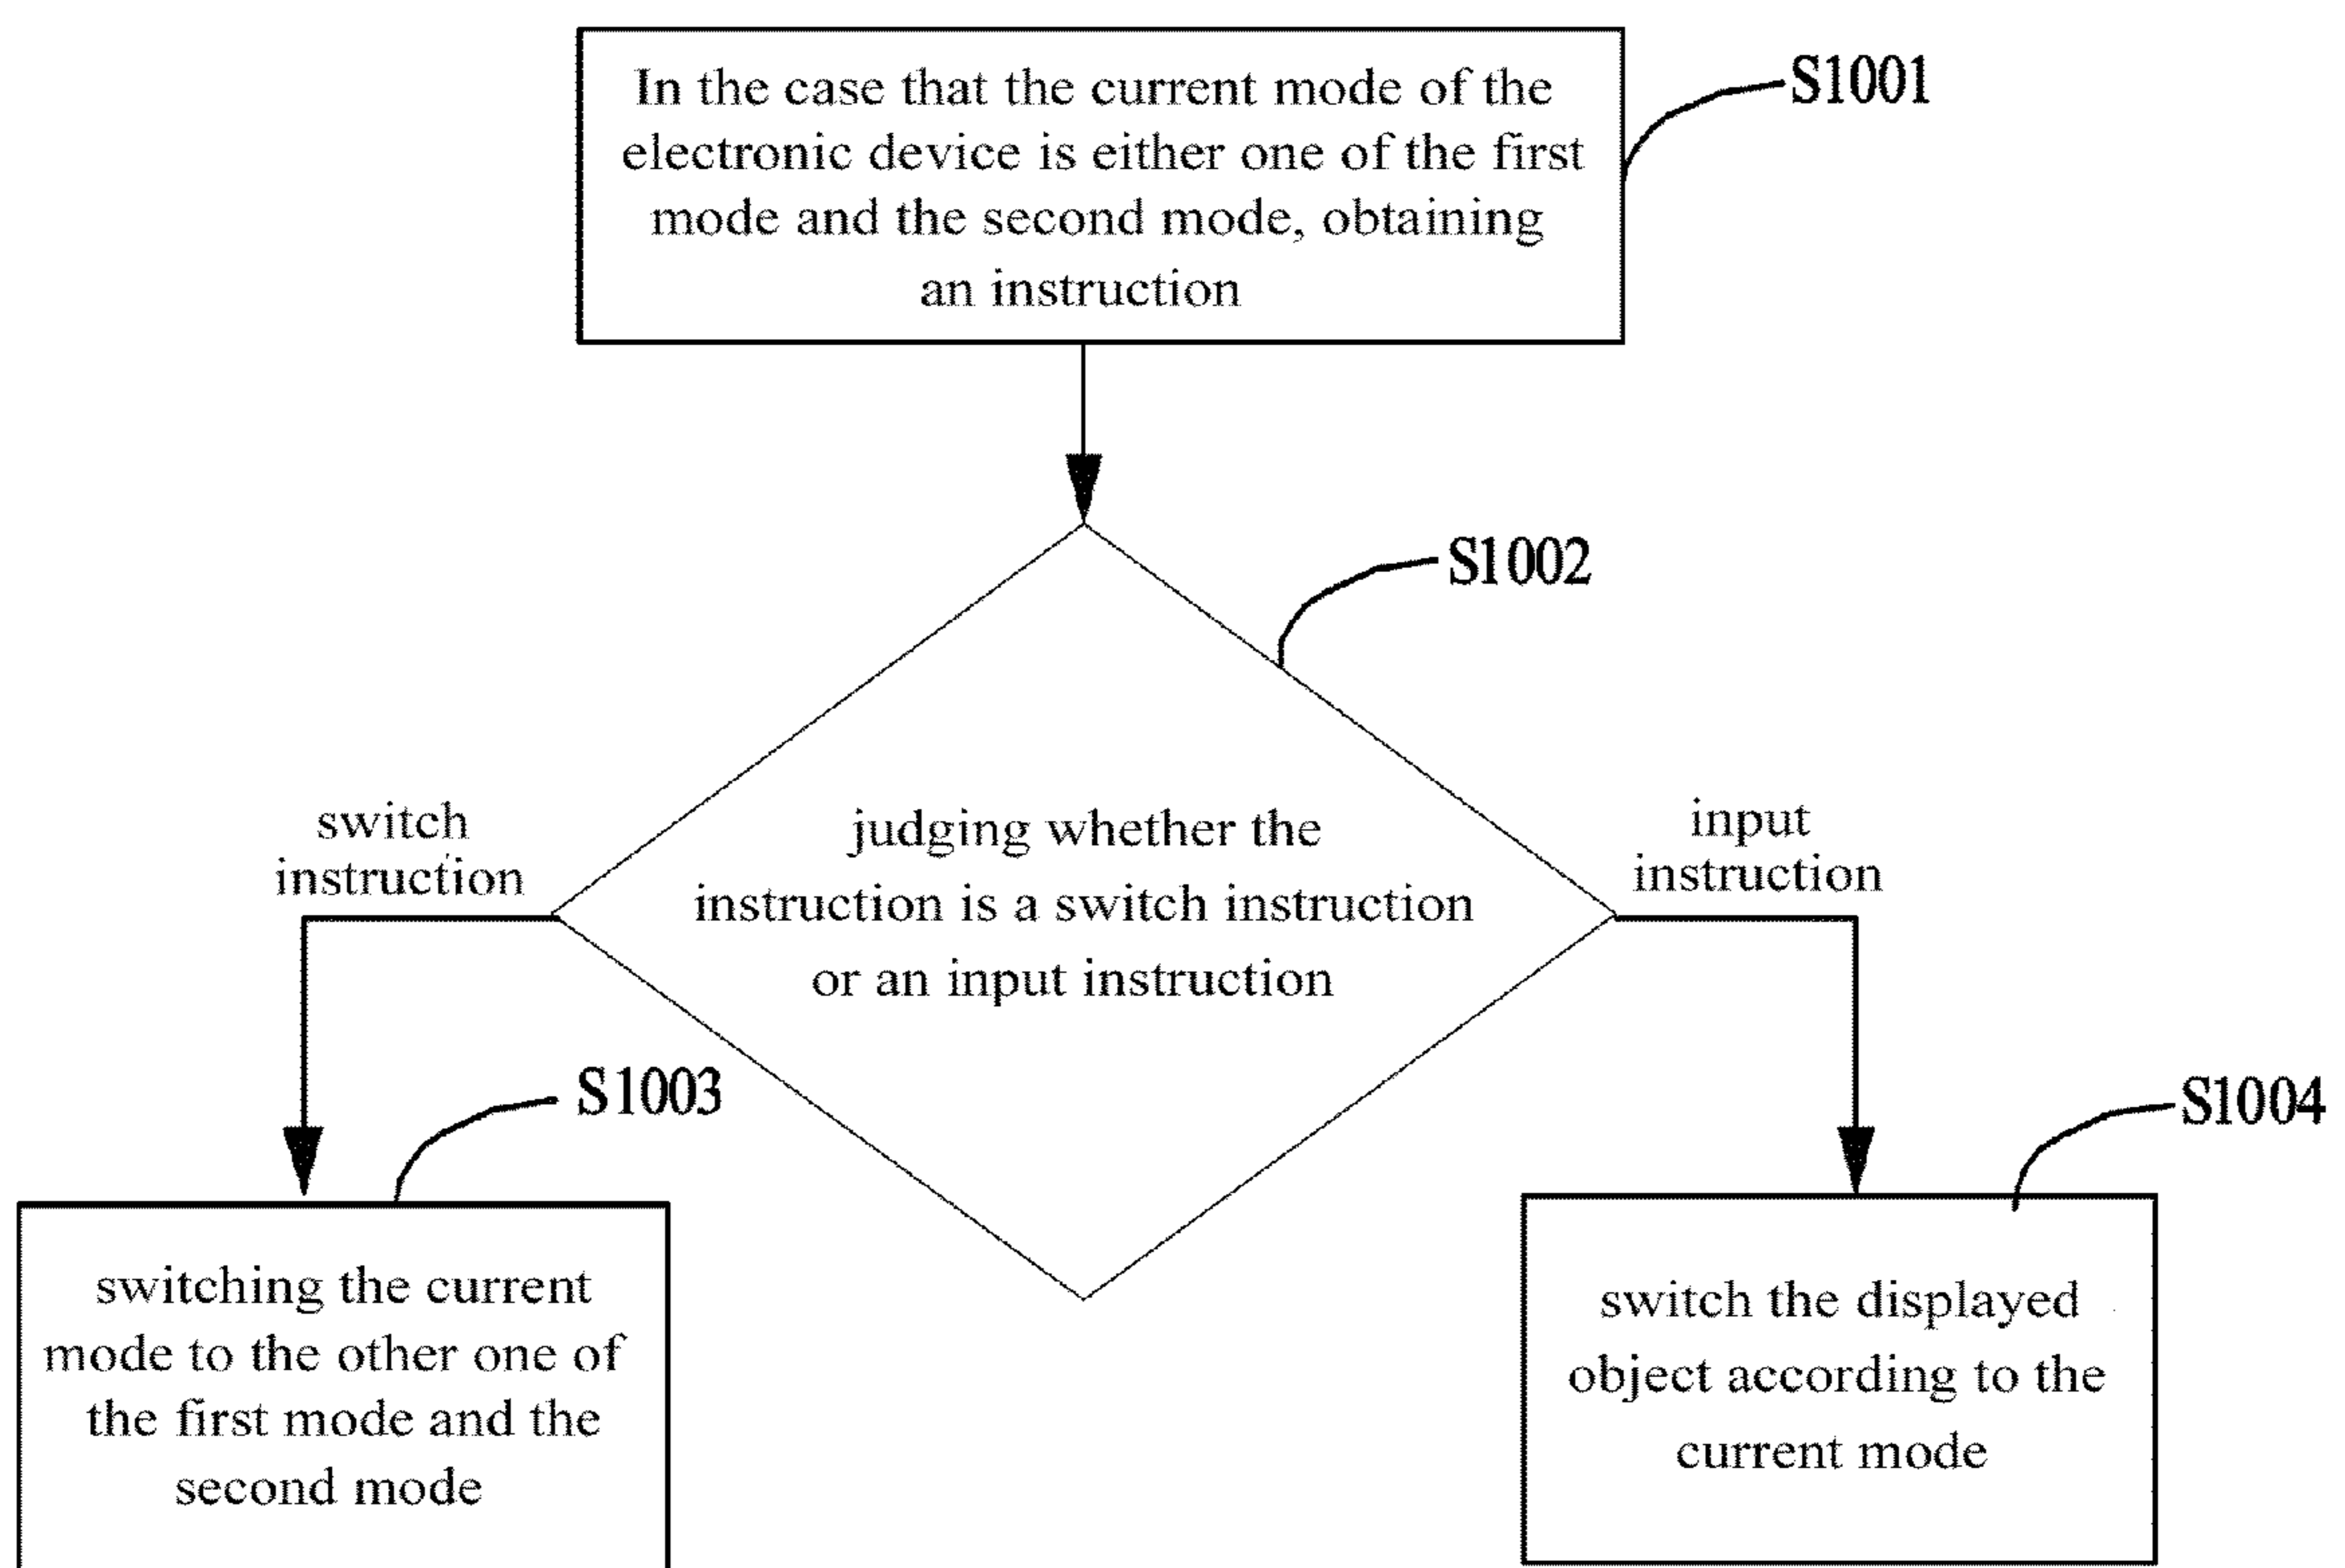 In the case that the current mode of the
electronic device is either one of the first
mode and the second mode, obtaining
an instruction
S1001
S1002
judging whether the
instruction is a switch instruction
or an input instruction
switch
instruction
input
instruction
S1003
switching the current
mode to the other one of
the first mode and the
second mode
S1004
switch the displayed
object according to the
current mode